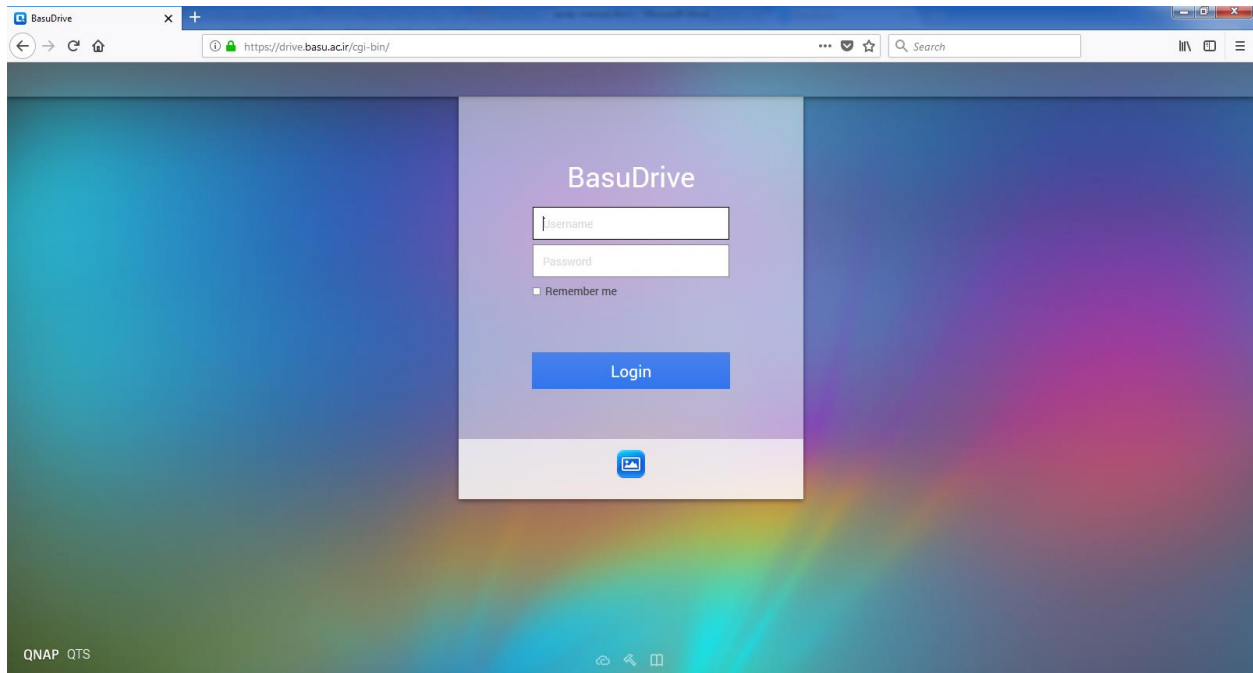 BasuDrive
https://drive.basu.ac.ir/cgi-bin/
Search
BasuDrive
Username
Password
Remember me
Login
QNAP QTS